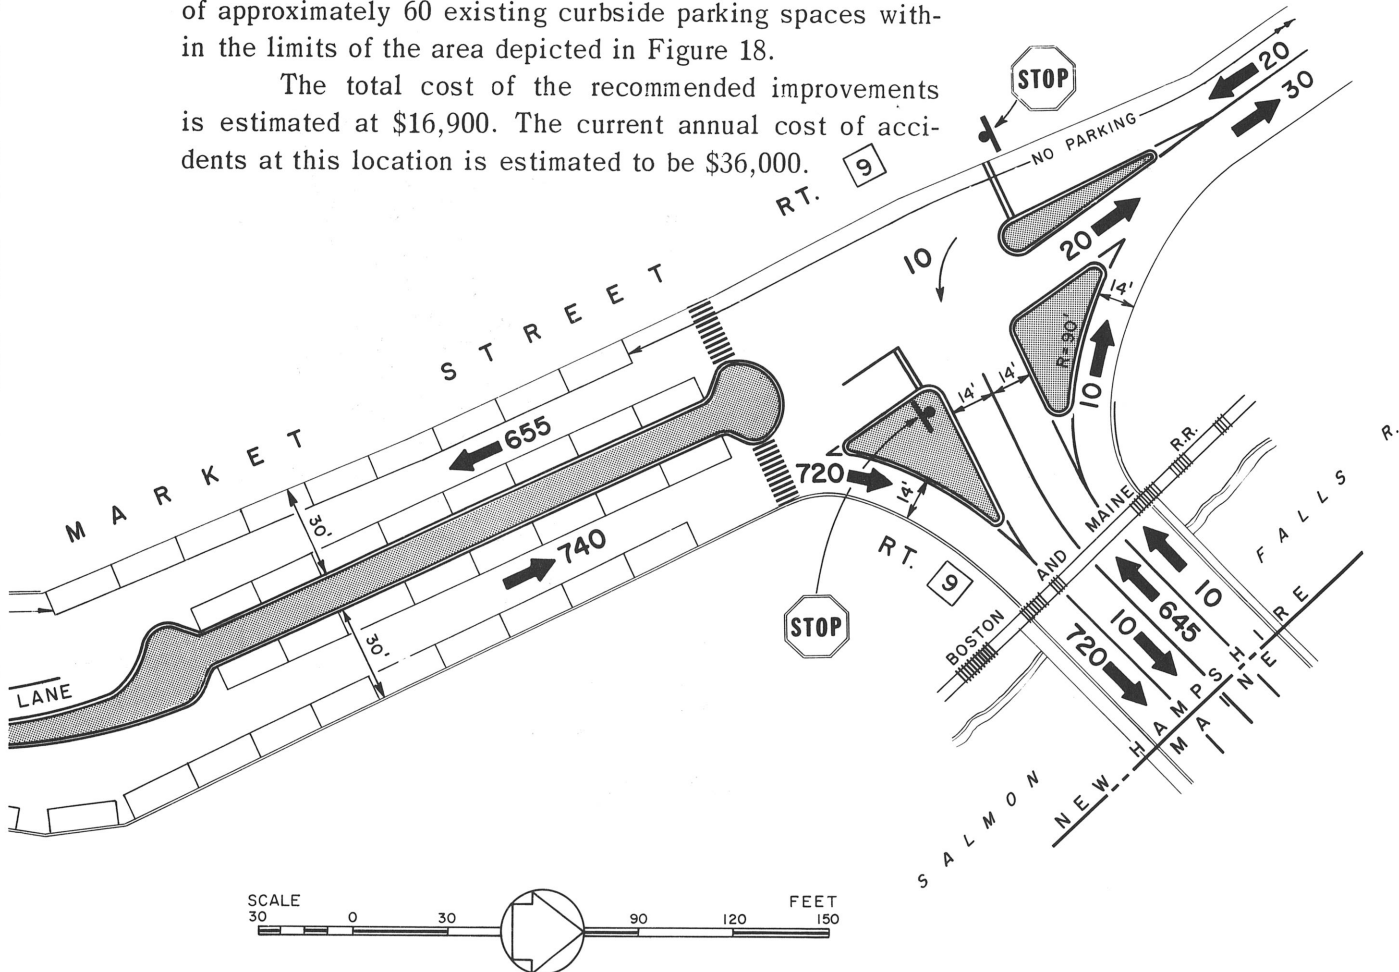 of approximately 60 existing curbside parking spaces with-
in the limits of the area depicted in Figure 18.
The total cost of the recommended improvements
is estimated at $16,900. The current annual cost of acci-
dents at this location is estimated to be $36,000.
STOP
20
30
NO PARKING
RT. 9
20
10
14'
R=90'
10
MARKET STREET
14'
14'
655
720
14'
30'
740
RT. 9
STOP
30'
BOSTON AND MAINE R.R.
SALMON FALLS R.
10
645
10
720
LANE
NEW HAMPSHIRE
MAINE
SCALE
FEET
30 0 30 90 120 150